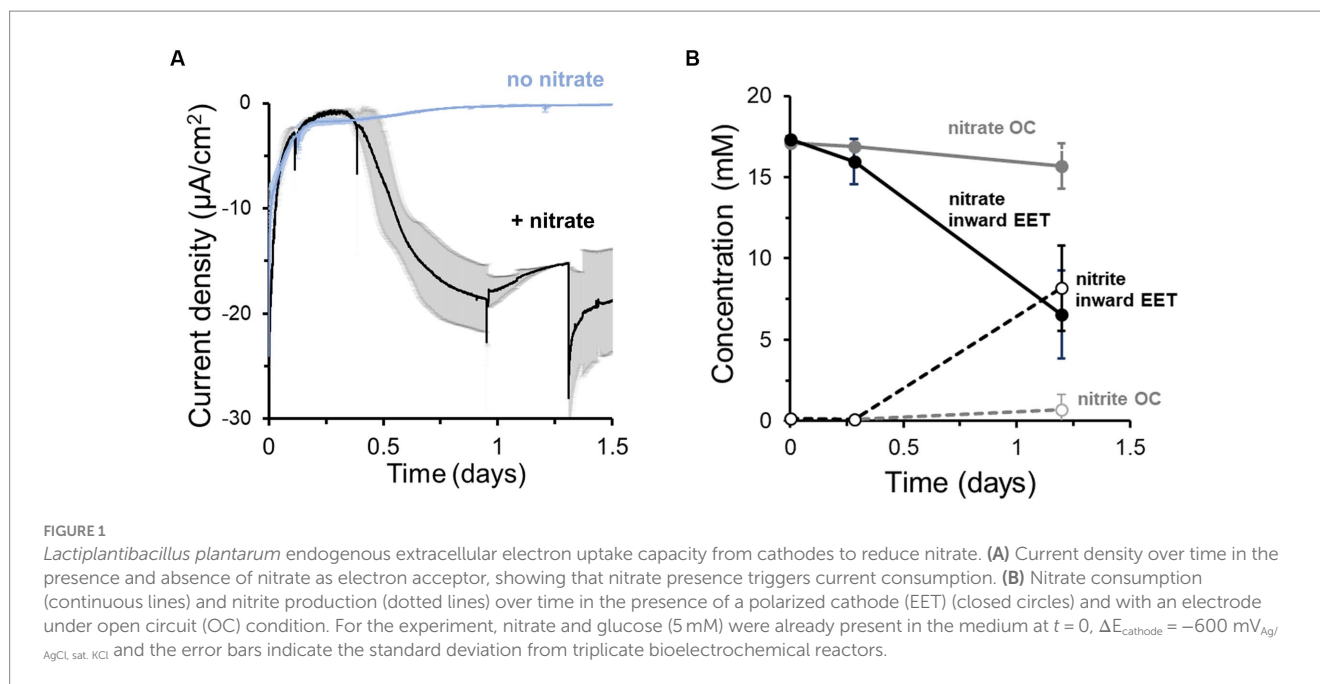 A
B
no nitrate
+ nitrate
Current density (µA/cm²)
0
-10
-20
-30
0
0.5
1
1.5
Time (days)
nitrate OC
nitrate
inward EET
nitrite
inward EET
nitrite OC
Concentration (mM)
20
15
10
5
0
0
0.5
1
1.5
Time (days)
FIGURE 1
Lactiplantibacillus plantarum endogenous extracellular electron uptake capacity from cathodes to reduce nitrate. (A) Current density over time in the
presence and absence of nitrate as electron acceptor, showing that nitrate presence triggers current consumption. (B) Nitrate consumption
(continuous lines) and nitrite production (dotted lines) over time in the presence of a polarized cathode (EET) (closed circles) and with an electrode
under open circuit (OC) condition. For the experiment, nitrate and glucose (5 mM) were already present in the medium at t = 0, ΔEcathode = −600 mVAg/
AgCl, sat. KCl and the error bars indicate the standard deviation from triplicate bioelectrochemical reactors.